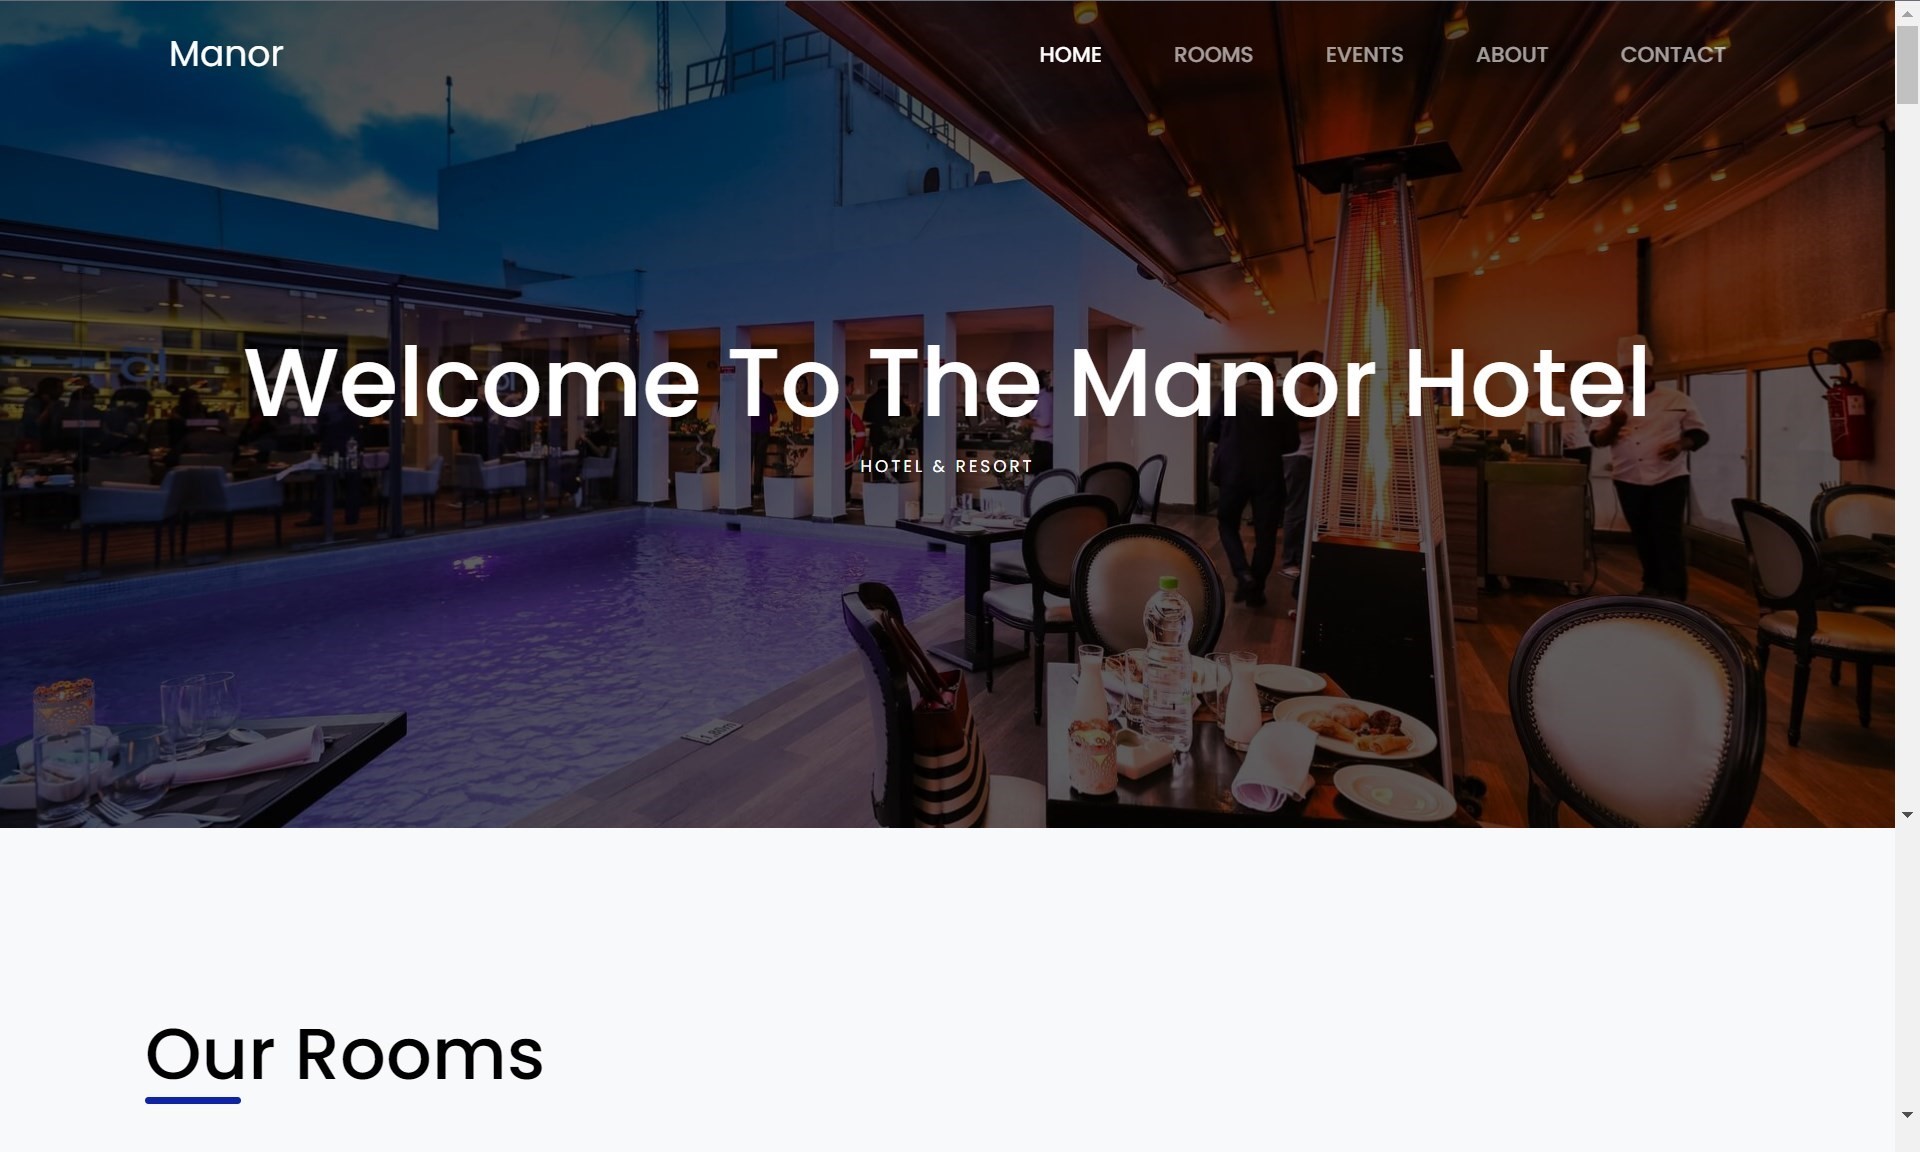 Manor
HOME
ROOMS
EVENTS
ABOUT
CONTACT
Welcome To The Manor Hotel
HOTEL & RESORT
Our Rooms